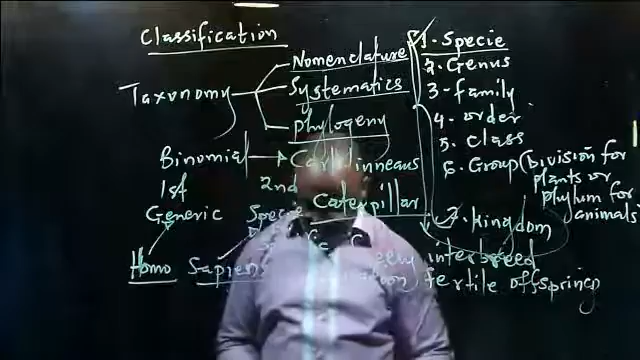 Classification
Taxonomy
Nomenclature
Systematics
phylogeny
Binomial
Carl Linneaus
1st
2nd
Generic
Specific
Caterpillar
Homo Sapiens
1. Specie
2. Genus
3. family
4. order
5. class
6. Group (Division for
plants or
phylum for
animals
7. kingdom
interbreed
fertile offspring